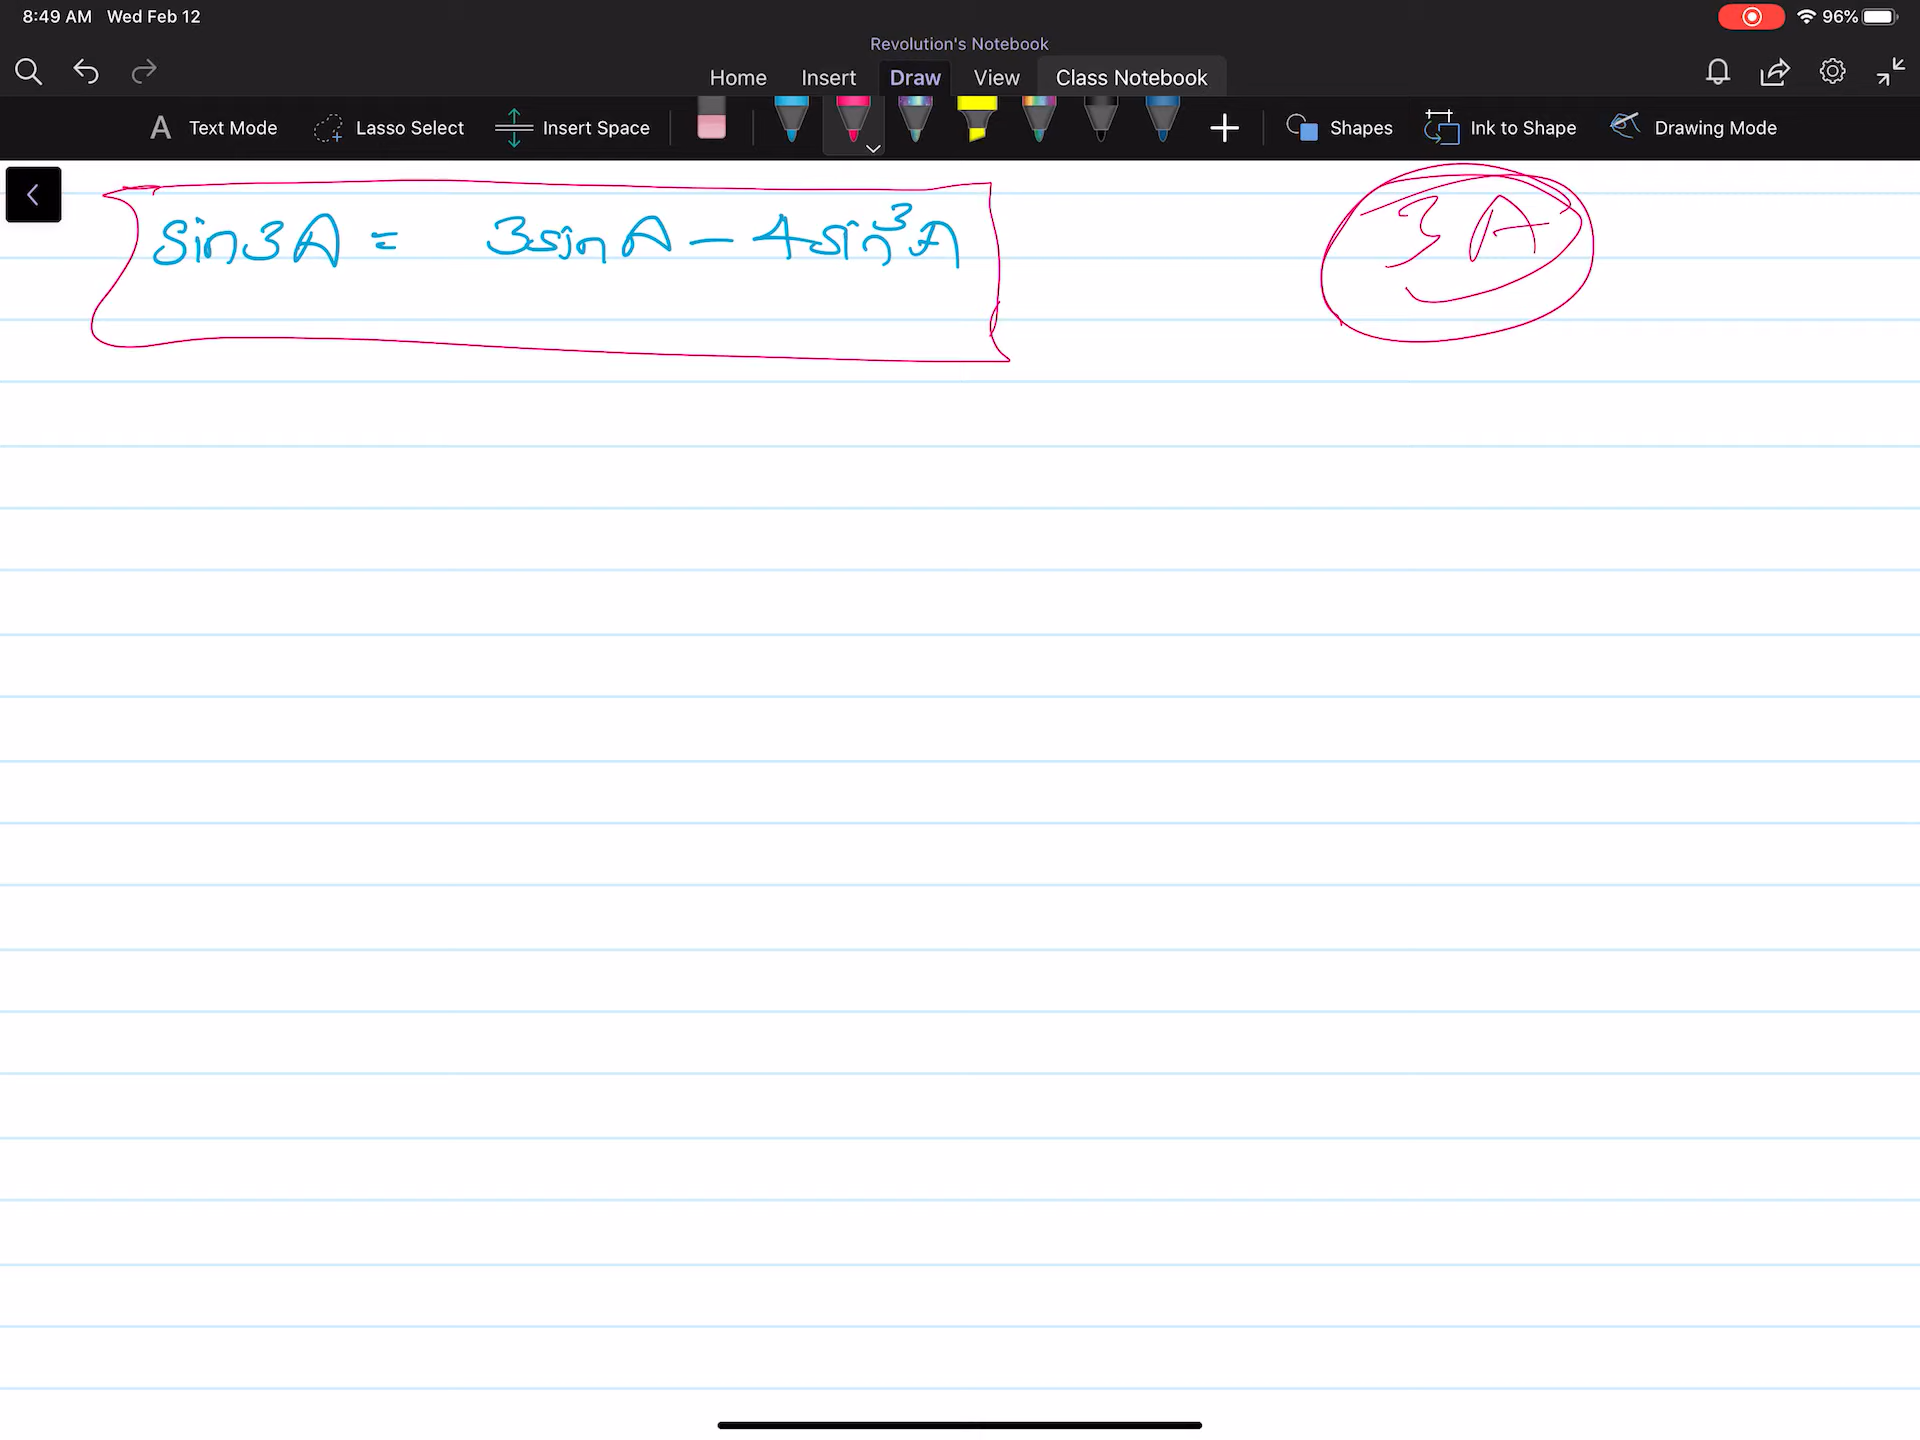 8:49 AM Wed Feb 12
96%
Revolution's Notebook
Home Insert Draw View Class Notebook
A Text Mode Lasso Select Insert Space Shapes Ink to Shape Drawing Mode
sin3A = 3sinA - 4sin³A
3A